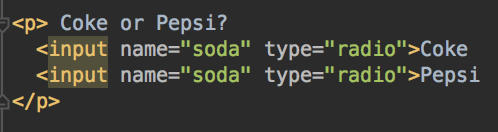 <p> Coke or Pepsi?
<input name="soda" type="radio">Coke
<input name="soda" type="radio">Pepsi
</p>